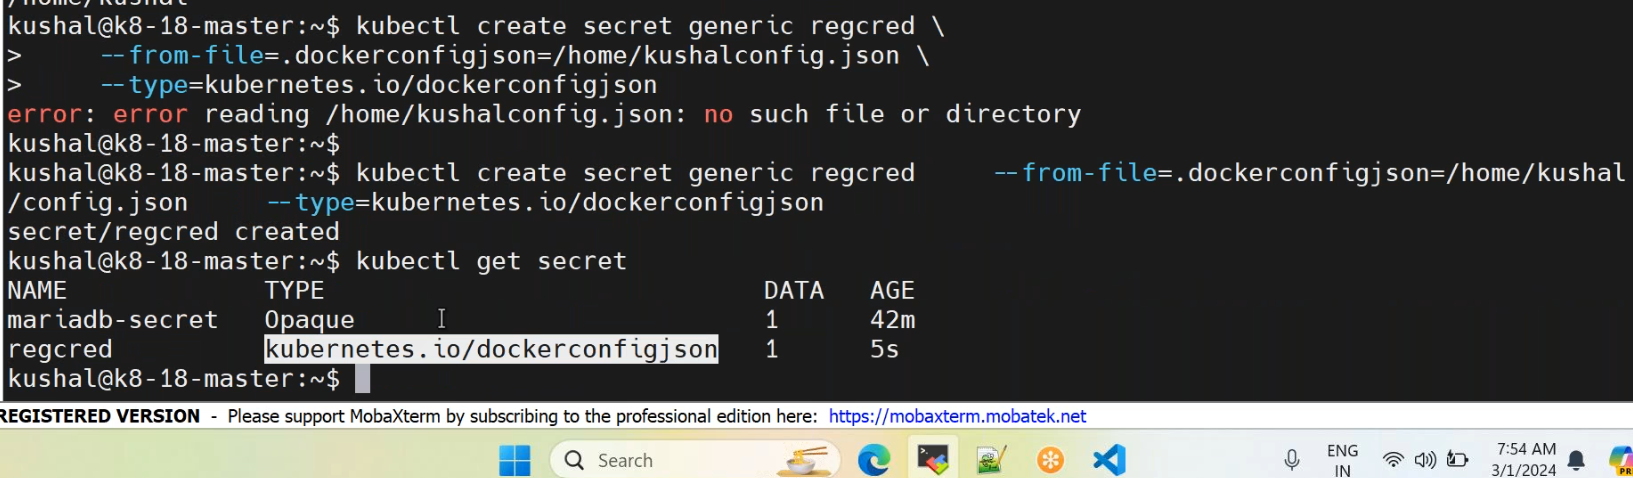 /home/kushal
kushal@k8-18-master:~$ kubectl create secret generic regcred \
>     --from-file=.dockerconfigjson=/home/kushalconfig.json \
>     --type=kubernetes.io/dockerconfigjson
error: error reading /home/kushalconfig.json: no such file or directory
kushal@k8-18-master:~$
kushal@k8-18-master:~$ kubectl create secret generic regcred     --from-file=.dockerconfigjson=/home/kushal
/config.json     --type=kubernetes.io/dockerconfigjson
secret/regcred created
kushal@k8-18-master:~$ kubectl get secret
NAME             TYPE                             DATA   AGE
mariadb-secret   Opaque                           1      42m
regcred          kubernetes.io/dockerconfigjson   1      5s
kushal@k8-18-master:~$
REGISTERED VERSION - Please support MobaXterm by subscribing to the professional edition here: https://mobaxterm.mobatek.net
Search
ENG
IN
7:54 AM
3/1/2024
PRE